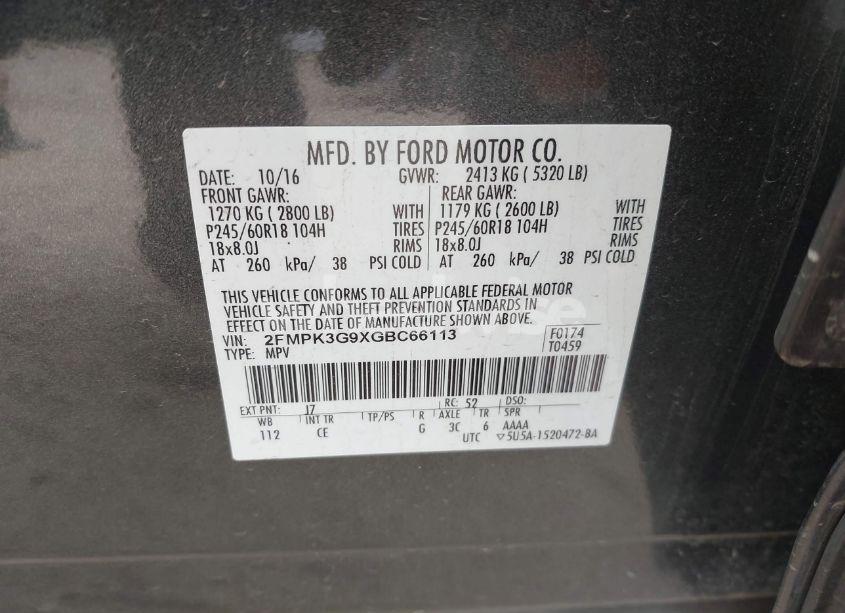 MFD. BY FORD MOTOR CO.
DATE: 10/16 GVWR: 2413 KG ( 5320 LB)
FRONT GAWR: REAR GAWR:
1270 KG ( 2800 LB) WITH 1179 KG ( 2600 LB) WITH
P245/60R18 104H TIRES P245/60R18 104H TIRES
18x8.0J RIMS 18x8.0J RIMS
AT 260 kPa/ 38 PSI COLD AT 260 kPa/ 38 PSI COLD
THIS VEHICLE CONFORMS TO ALL APPLICABLE FEDERAL MOTOR
VEHICLE SAFETY AND THEFT PREVENTION STANDARDS IN
EFFECT ON THE DATE OF MANUFACTURE SHOWN ABOVE.
VIN: 2FMPK3G9XGBC66113 F0174
TYPE: MPV T0459
EXT PNT: J7 RC: 52 DSO:
WB INT TR TP/PS R AXLE TR SPR
112 CE G 3C 6 AAAA
UTC ▽5U5A-1520472-BA